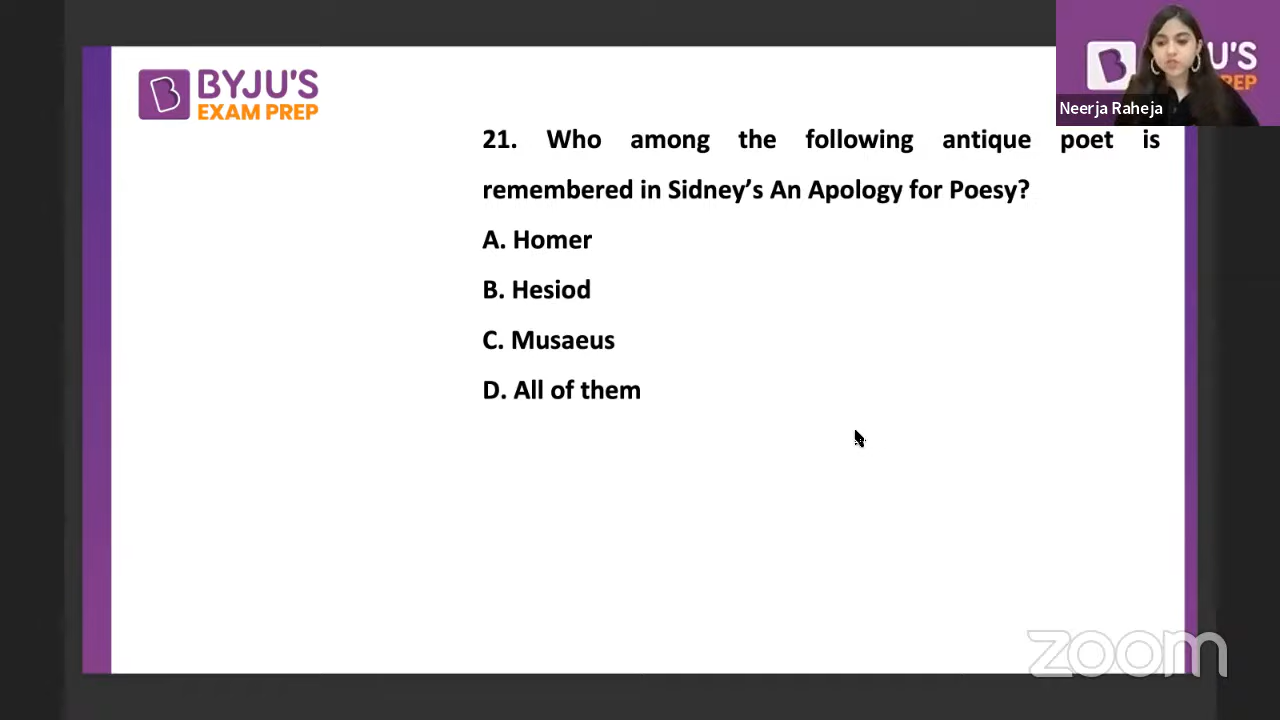 BYJU'S
EXAM PREP
U'S
EP
Neerja Raheja
21. Who among the following antique poet is
remembered in Sidney's An Apology for Poesy?
A. Homer
B. Hesiod
C. Musaeus
D. All of them
zoom